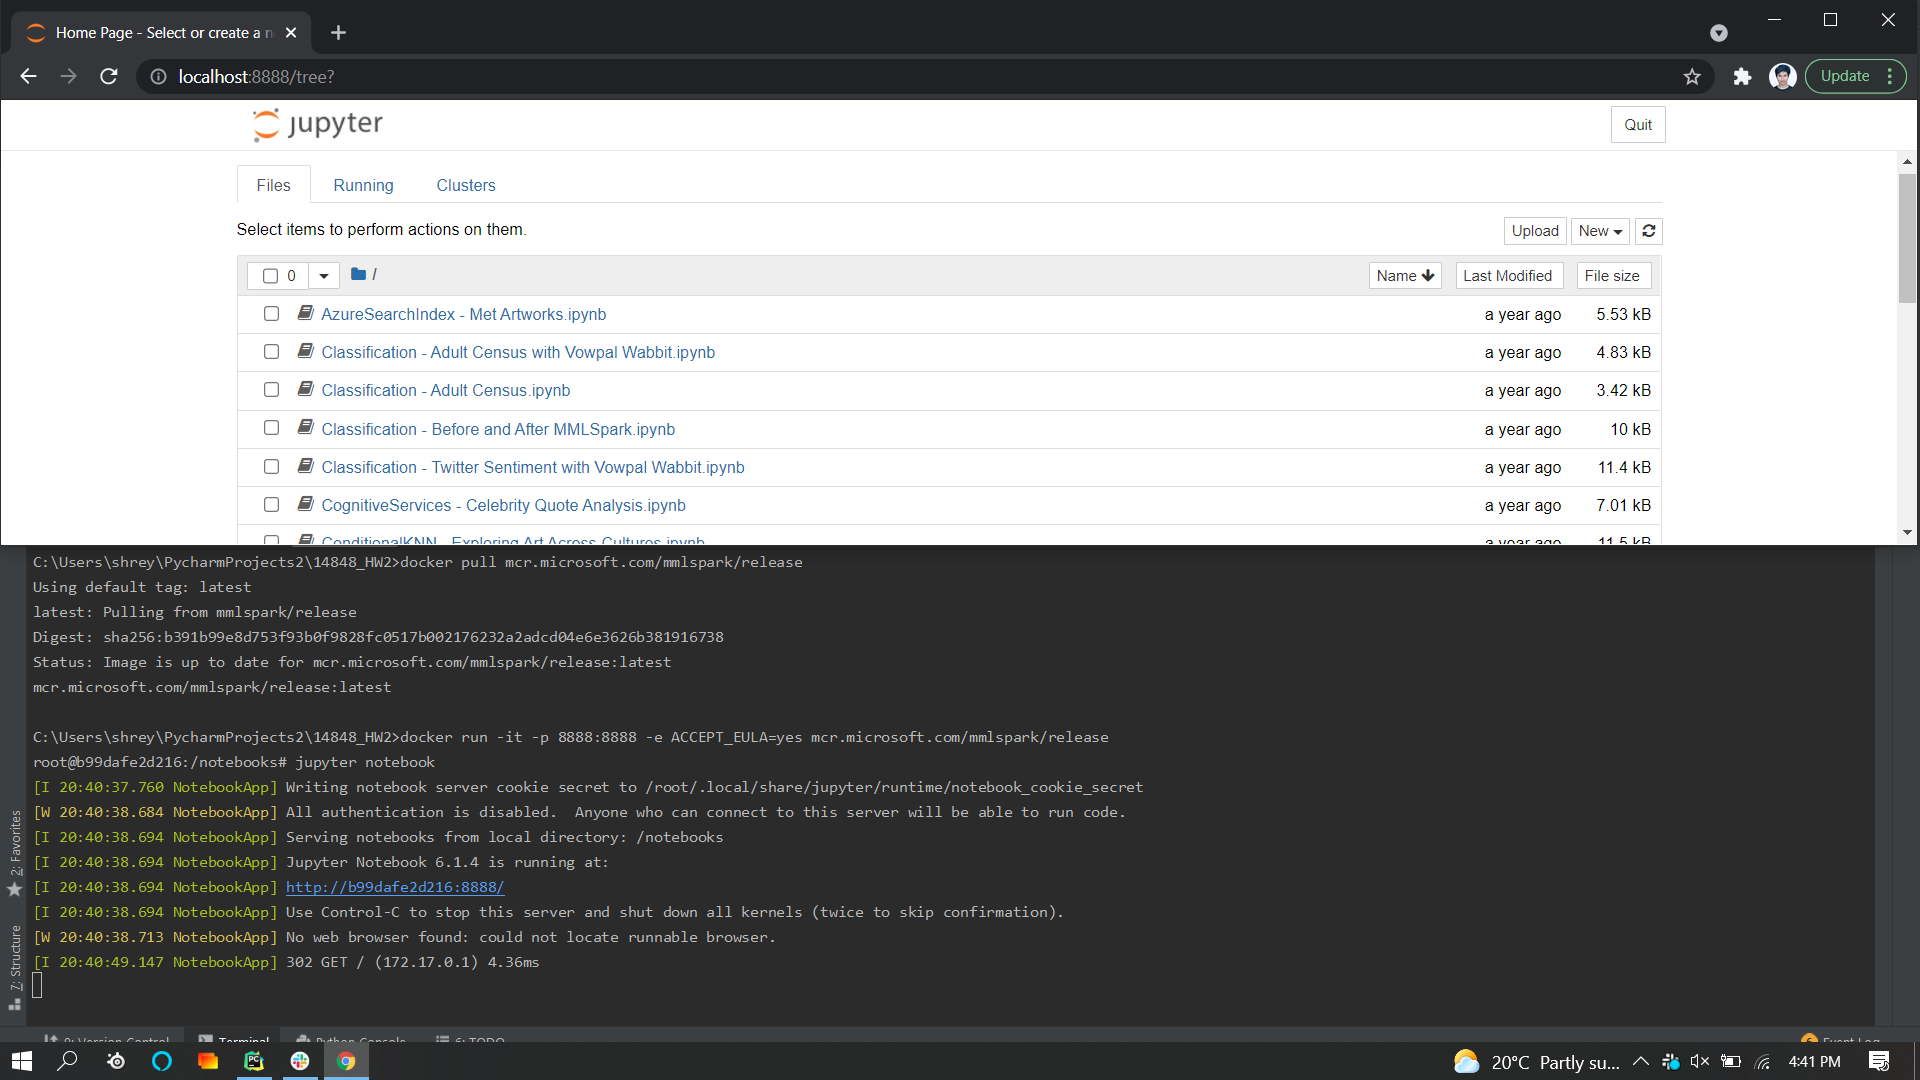 Home Page - Select or create a n
localhost:8888/tree?
Update
jupyter
Quit
Files
Running
Clusters
Select items to perform actions on them.
Upload
New
0
/
Name
Last Modified
File size
AzureSearchIndex - Met Artworks.ipynb a year ago 5.53 kB
Classification - Adult Census with Vowpal Wabbit.ipynb a year ago 4.83 kB
Classification - Adult Census.ipynb a year ago 3.42 kB
Classification - Before and After MMLSpark.ipynb a year ago 10 kB
Classification - Twitter Sentiment with Vowpal Wabbit.ipynb a year ago 11.4 kB
CognitiveServices - Celebrity Quote Analysis.ipynb a year ago 7.01 kB
ConditionalKNN - Exploring Art Across Cultures.ipynb a year ago 11.5 kB
C:\Users\shrey\PycharmProjects2\14848_HW2>docker pull mcr.microsoft.com/mmlspark/release
Using default tag: latest
latest: Pulling from mmlspark/release
Digest: sha256:b391b99e8d753f93b0f9828fc0517b002176232a2adcd04e6e3626b381916738
Status: Image is up to date for mcr.microsoft.com/mmlspark/release:latest
mcr.microsoft.com/mmlspark/release:latest
C:\Users\shrey\PycharmProjects2\14848_HW2>docker run -it -p 8888:8888 -e ACCEPT_EULA=yes mcr.microsoft.com/mmlspark/release
root@b99dafe2d216:/notebooks# jupyter notebook
[I 20:40:37.760 NotebookApp] Writing notebook server cookie secret to /root/.local/share/jupyter/runtime/notebook_cookie_secret
[W 20:40:38.684 NotebookApp] All authentication is disabled.  Anyone who can connect to this server will be able to run code.
[I 20:40:38.694 NotebookApp] Serving notebooks from local directory: /notebooks
[I 20:40:38.694 NotebookApp] Jupyter Notebook 6.1.4 is running at:
[I 20:40:38.694 NotebookApp] http://b99dafe2d216:8888/
[I 20:40:38.694 NotebookApp] Use Control-C to stop this server and shut down all kernels (twice to skip confirmation).
[W 20:40:38.713 NotebookApp] No web browser found: could not locate runnable browser.
[I 20:40:49.147 NotebookApp] 302 GET / (172.17.0.1) 4.36ms
2: Favorites
7: Structure
9: Version Control
Terminal
Python Console
6: TODO
Event Log
20°C Partly su...
4:41 PM